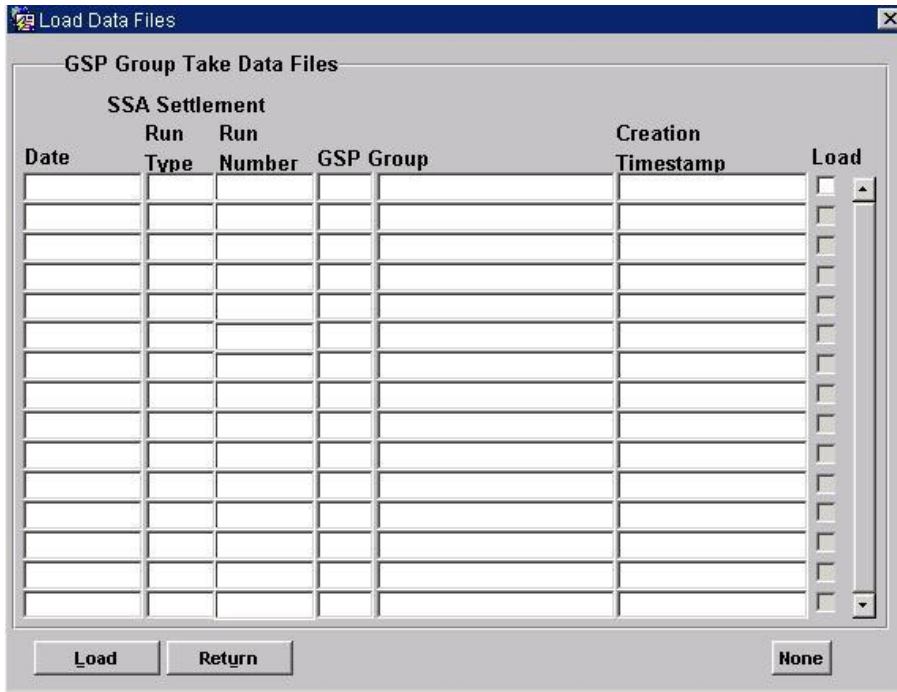 Load Data Files
GSP Group Take Data Files
SSA Settlement
Run Run Creation
Date Type Number GSP Group Timestamp Load
Load Return None